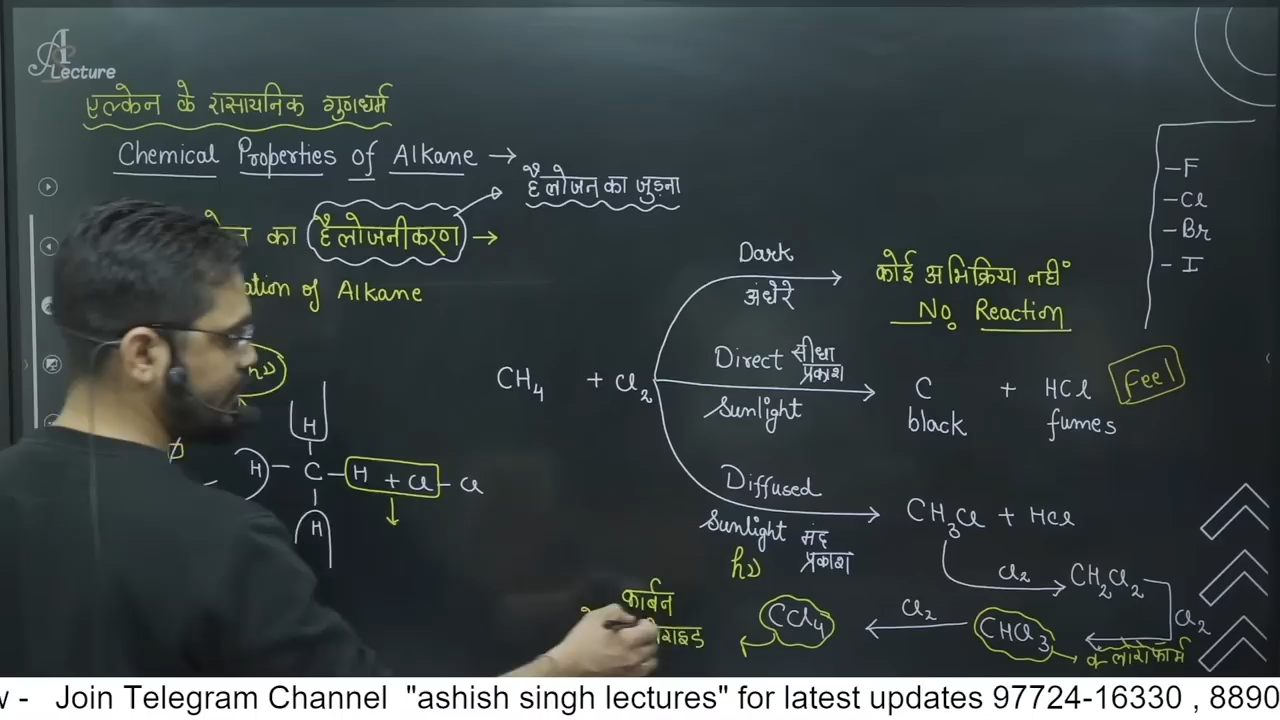 Lecture
एल्केन के रासायनिक गुणधर्म
Chemical Properties of Alkane →
हैलोजन का जुड़ना
का हैलोजनीकरण →
of Alkane
hν
H
H – C – H + Cl – Cl
H
CH₄ + Cl₂
Dark
अंधेरे
कोई अभिक्रिया नहीं
No Reaction
Direct सीधा प्रकाश
Sunlight
C + HCl
black fumes
Feel
Diffused
Sunlight मंद प्रकाश
hν
CH₃Cl + HCl
Cl₂
CH₂Cl₂
Cl₂
CHCl₃
क्लोरोफॉर्म
Cl₂
CCl₄
कार्बन
– F
– Cl
– Br
– I
Join Telegram Channel "ashish singh lectures" for latest updates 97724-16330 , 8890